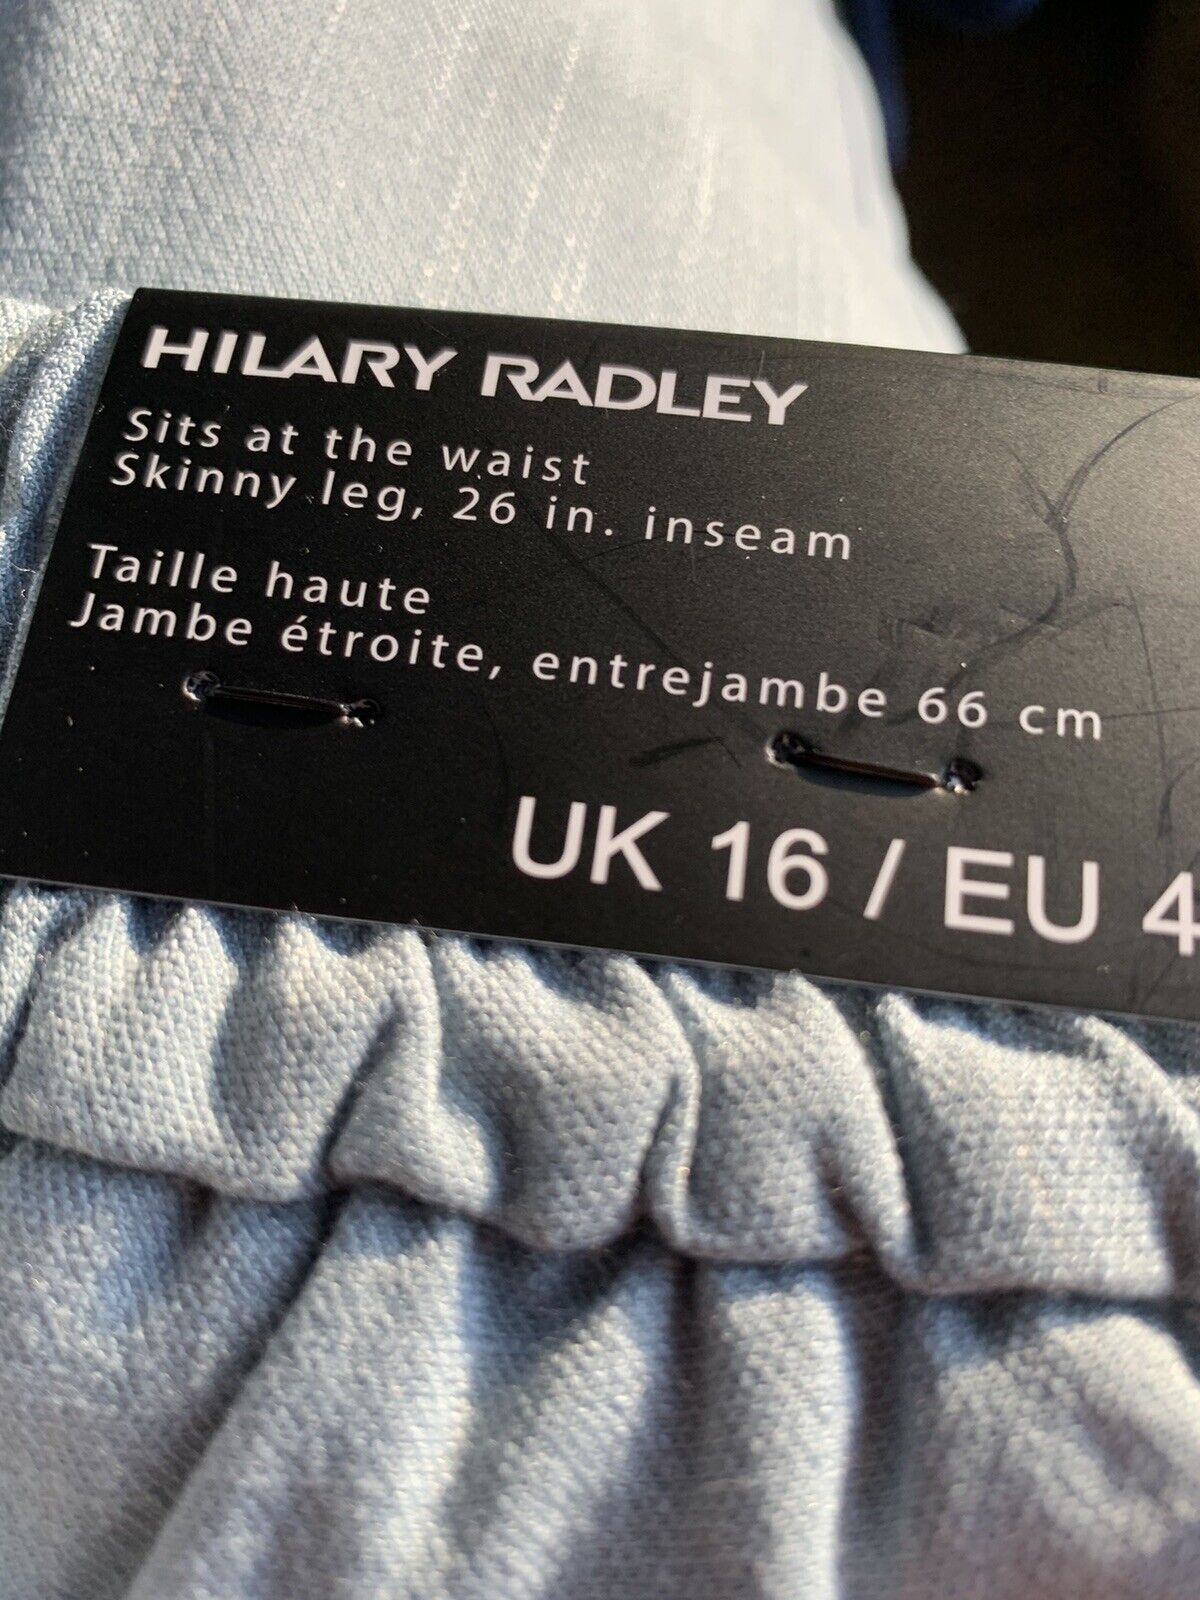 HILARY RADLEY
Sits at the waist
Skinny leg, 26 in. inseam
Taille haute
Jambe étroite, entrejambe 66 cm
UK 16 / EU 4